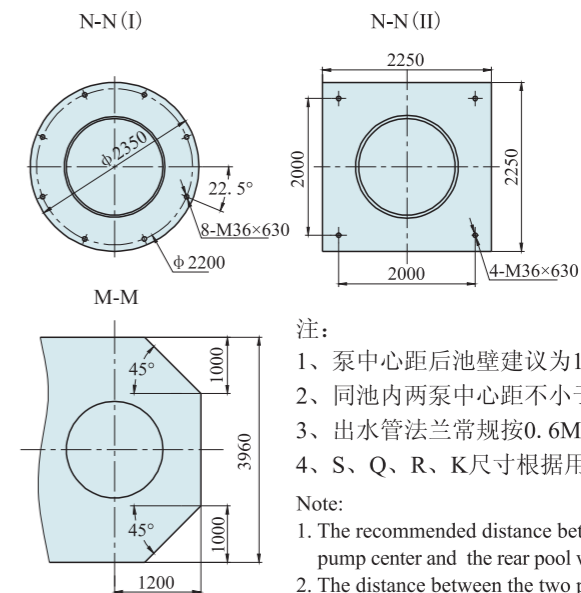 N-N(I)
N-N(II)
2250
ϕ2350
22.5°
8-M36×630
ϕ2200
2000
2250
2000
4-M36×630
M-M
45°
1000
3960
45°
1000
1200
注:
1、泵中心距后池壁建议为1
2、同池内两泵中心距不小
3、出水管法兰常规按0.6M
4、S、Q、R、K尺寸根据用
Note:
1. The recommended distance
pump center and the rear pool
2. The distance between the two